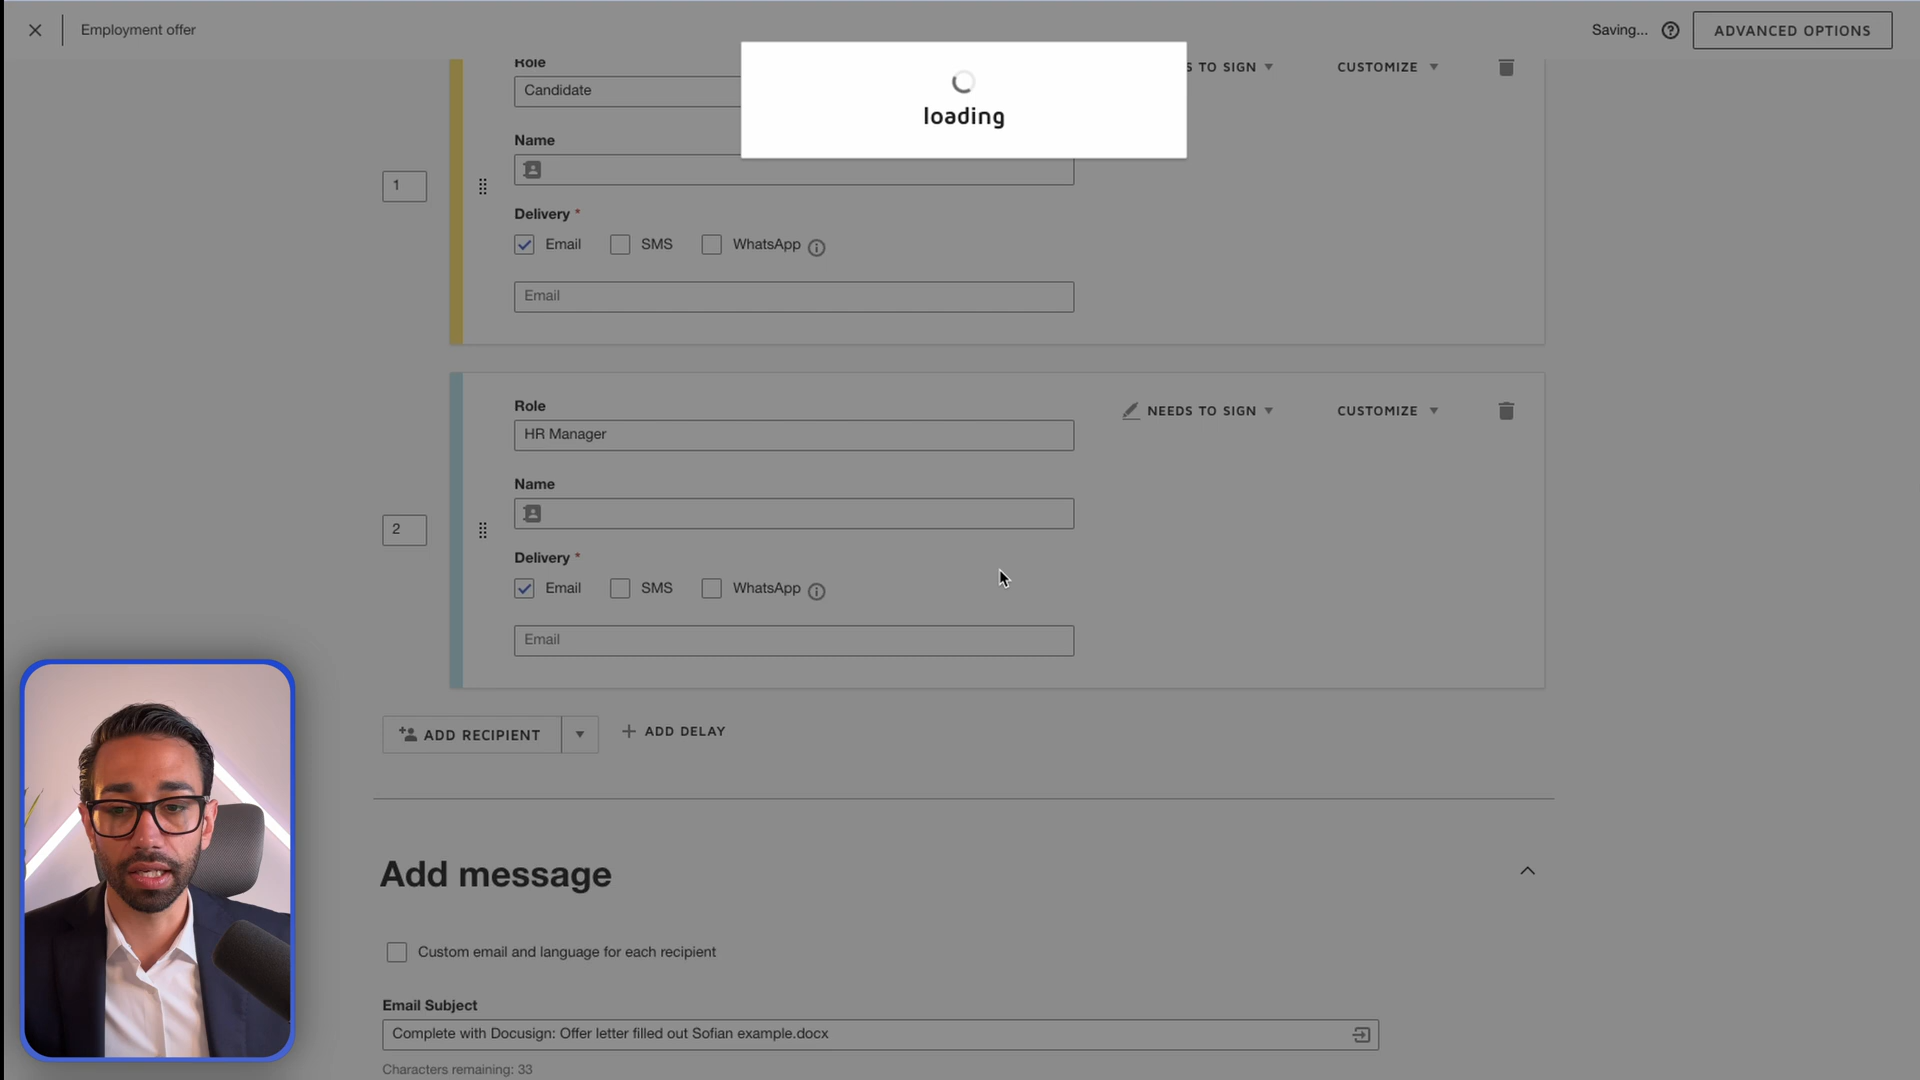 Employment offer
Saving...
ADVANCED OPTIONS
loading
Role
S TO SIGN
CUSTOMIZE
Candidate
Name
1
Delivery *
Email
SMS
WhatsApp
Email
Role
NEEDS TO SIGN
CUSTOMIZE
HR Manager
Name
2
Delivery *
Email
SMS
WhatsApp
Email
ADD RECIPIENT
ADD DELAY
Add message
Custom email and language for each recipient
Email Subject
Complete with Docusign: Offer letter filled out Sofian example.docx
Characters remaining: 33